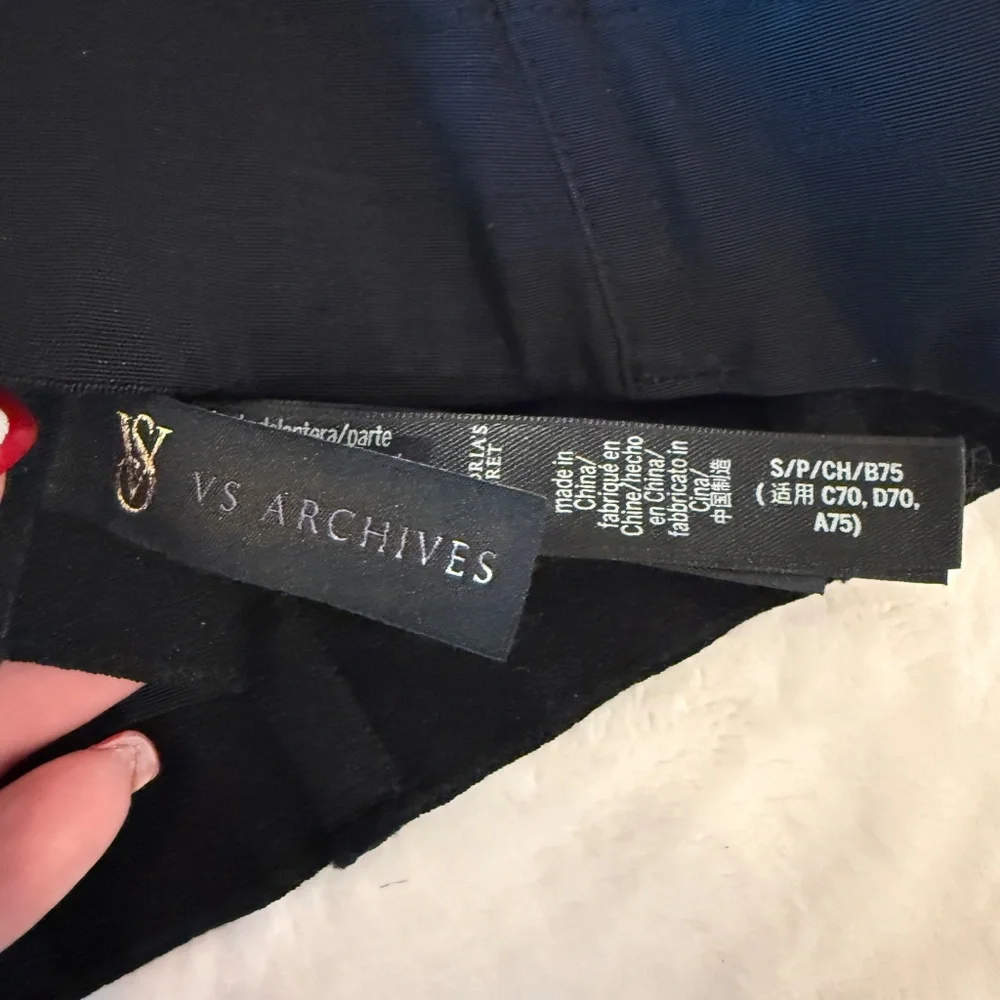 VS
VS ARCHIVES
delantera/parte
made in
China/
fabriqué en
Chine/hecho
en China/
fabbricato in
Cina/
中国制造
S/P/CH/B75
(适用 C70, D70,
A75)